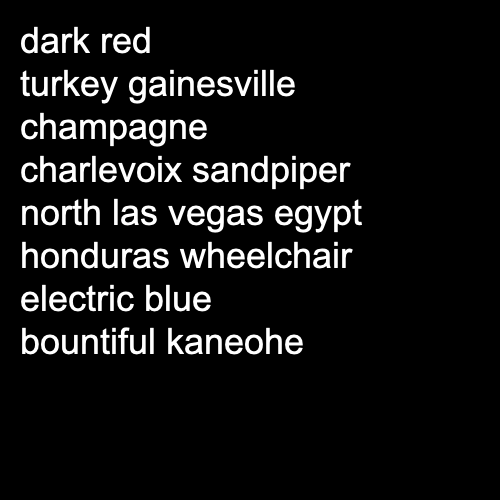 dark red
turkey gainesville
champagne
charlevoix sandpiper
north las vegas egypt
honduras wheelchair
electric blue
bountiful kaneohe